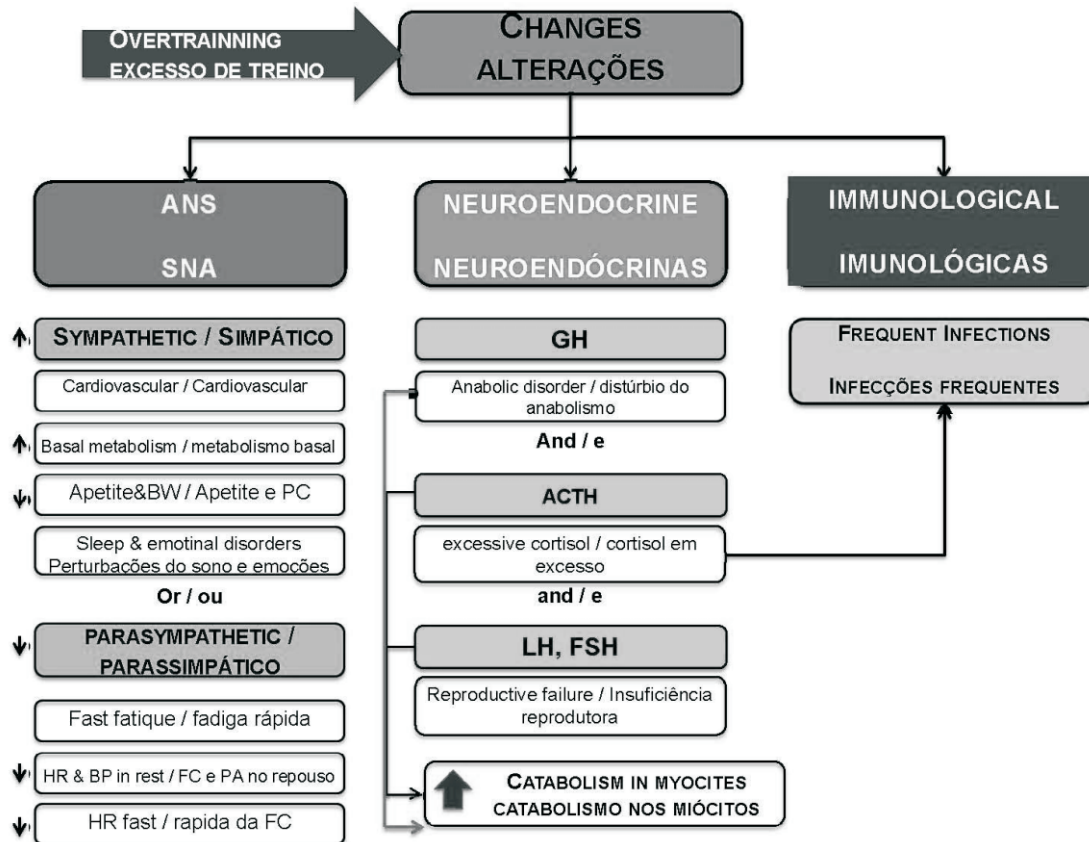 OVERTRAINNING
EXCESSO DE TREINO
CHANGES
ALTERAÇÕES
ANS
SNA
SYMPATHETIC / SIMPÁTICO
Cardiovascular / Cardiovascular
Basal metabolism / metabolismo basal
Apetite&BW / Apetite e PC
Sleep & emotinal disorders
Perturbações do sono e emoções
Or / ou
PARASYMPATHETIC /
PARASSIMPÁTICO
Fast fatique / fadiga rápida
HR & BP in rest / FC e PA no repouso
HR fast / rapida da FC
NEUROENDOCRINE
NEUROENDÓCRINAS
GH
Anabolic disorder / distúrbio do
anabolismo
And / e
ACTH
excessive cortisol / cortisol em
excesso
and / e
LH, FSH
Reproductive failure / Insuficiência
reprodutora
CATABOLISM IN MYOCITES
CATABOLISMO NOS MIÓCITOS
IMMUNOLOGICAL
IMUNOLÓGICAS
FREQUENT INFECTIONS
INFECÇÕES FREQUENTES